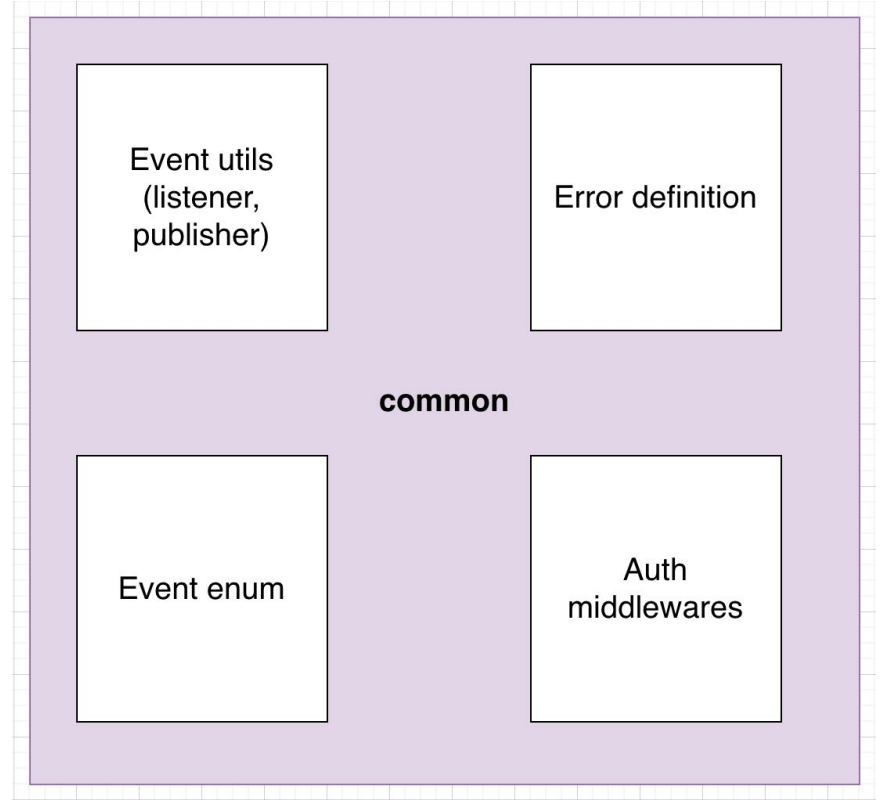 Event utils
(listener,
publisher)
Error definition
common
Event enum
Auth
middlewares